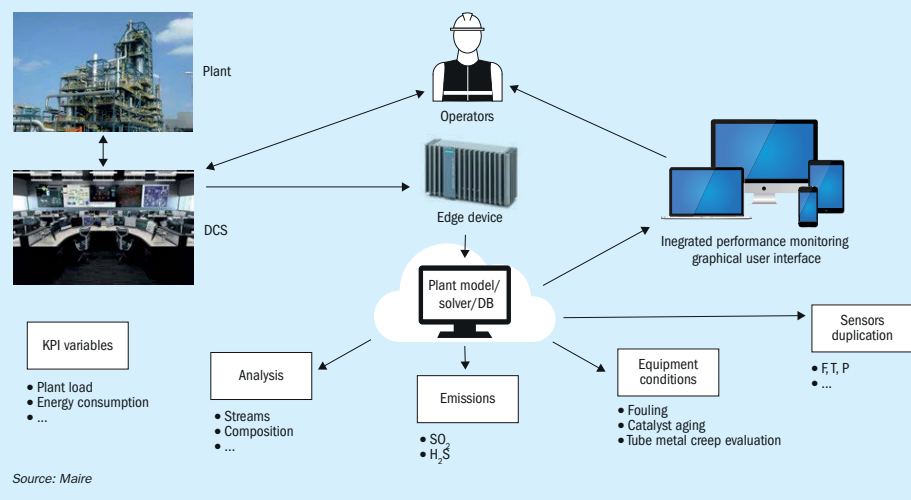 Plant
Operators
DCS
Edge device
Inegrated performance monitoring
graphical user interface
Plant model/
solver/DB
KPI variables
• Plant load
• Energy consumption
• ...
Analysis
• Streams
• Composition
• ...
Emissions
• SO₂
• H₂S
Equipment
conditions
• Fouling
• Catalyst aging
• Tube metal creep evaluation
Sensors
duplication
• F, T, P
• ...
Source: Maire